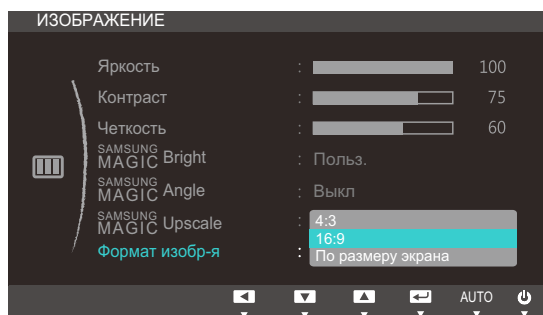 ИЗОБРАЖЕНИЕ
Яркость : 100
Контраст : 75
Четкость : 60
SAMSUNG MAGIC Bright : Польз.
SAMSUNG MAGIC Angle : Выкл
SAMSUNG MAGIC Upscale : 4:3
16:9
Формат изобр-я : По размеру экрана
AUTO